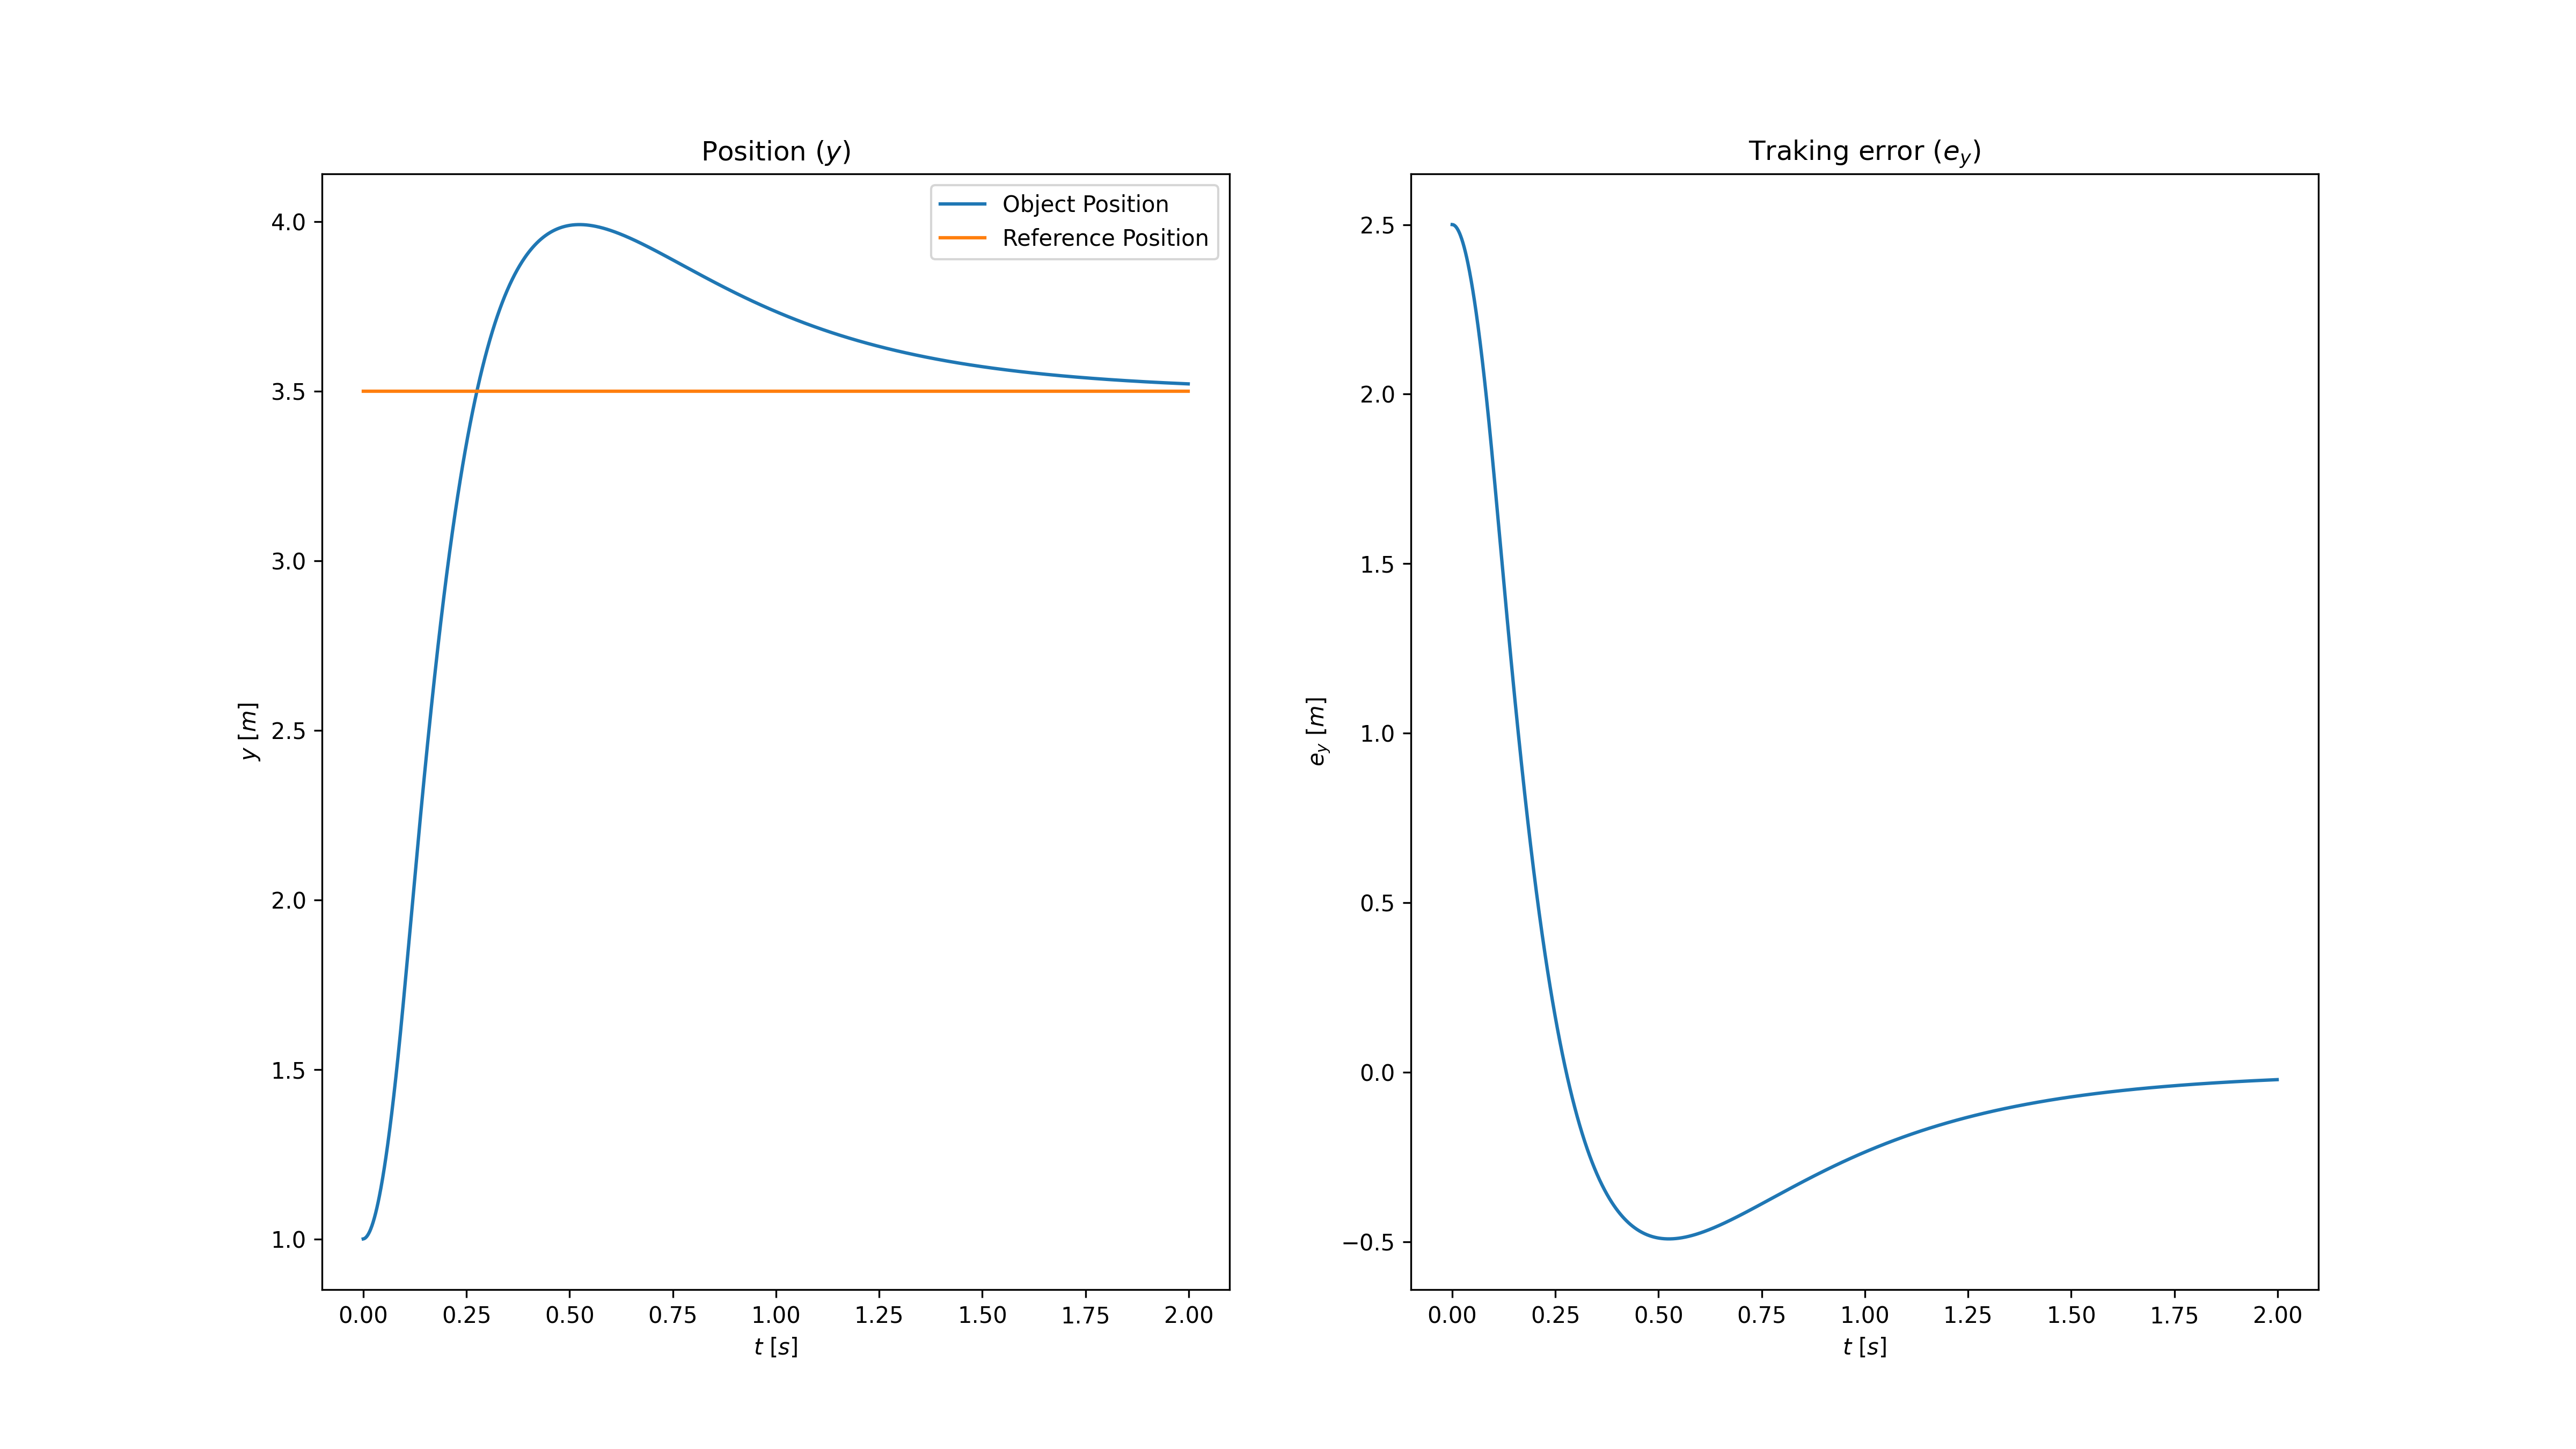 Position (y)
Object Position
Reference Position
4.0
3.5
3.0
2.5
2.0
1.5
1.0
y [m]
0.00 0.25 0.50 0.75 1.00 1.25 1.50 1.75 2.00
t [s]
Traking error (e_y)
2.5
2.0
1.5
1.0
0.5
0.0
−0.5
e_y [m]
0.00 0.25 0.50 0.75 1.00 1.25 1.50 1.75 2.00
t [s]